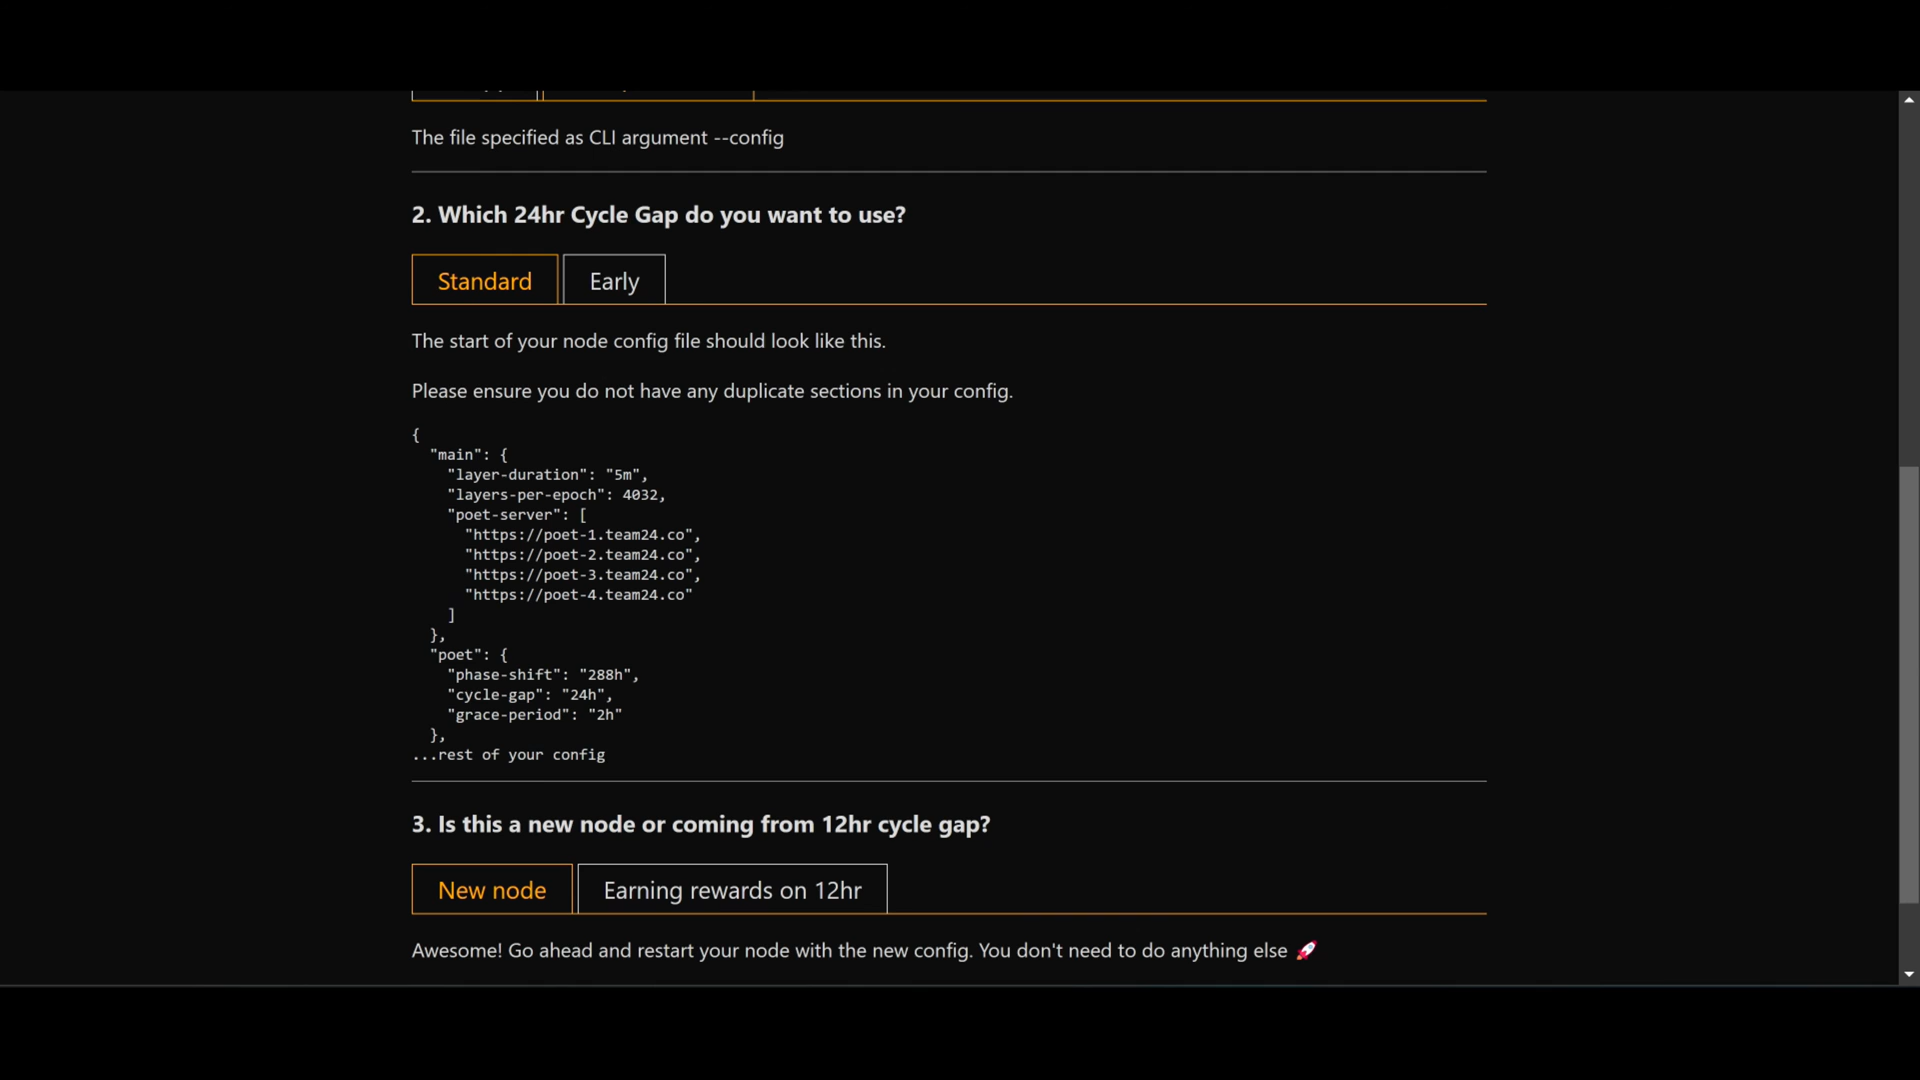 The file specified as CLI argument --config
2. Which 24hr Cycle Gap do you want to use?
Standard
Early
The start of your node config file should look like this.
Please ensure you do not have any duplicate sections in your config.
{
  "main": {
    "layer-duration": "5m",
    "layers-per-epoch": 4032,
    "poet-server": [
      "https://poet-1.team24.co",
      "https://poet-2.team24.co",
      "https://poet-3.team24.co",
      "https://poet-4.team24.co"
    ]
  },
  "poet": {
    "phase-shift": "288h",
    "cycle-gap": "24h",
    "grace-period": "2h"
  },
...rest of your config
3. Is this a new node or coming from 12hr cycle gap?
New node
Earning rewards on 12hr
Awesome! Go ahead and restart your node with the new config. You don't need to do anything else 🚀